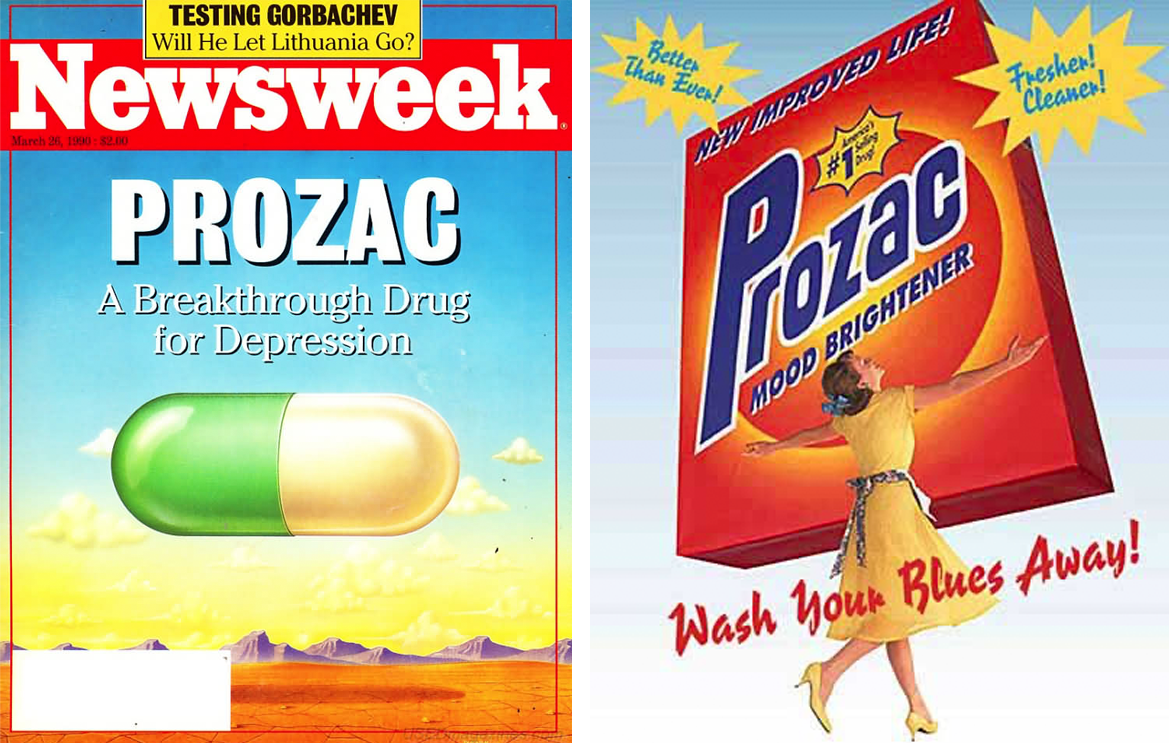 TESTING GORBACHEV
Will He Let Lithuania Go?
Newsweek
March 26, 1990 : $2.00
PROZAC
A Breakthrough Drug
for Depression
Better
Than Ever!
Fresher!
Cleaner!
NEW IMPROVED LIFE!
America's
#1 Selling
Drug!
Prozac
MOOD BRIGHTENER
Wash Your Blues Away!